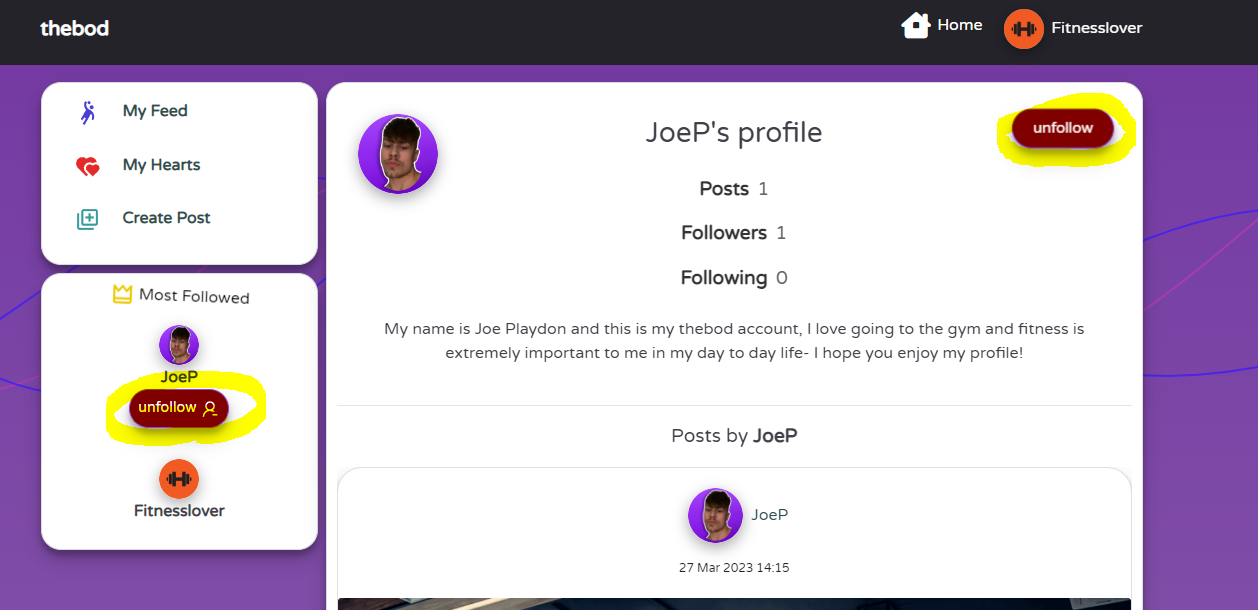 thebod
Home
Fitnesslover
My Feed
My Hearts
Create Post
Most Followed
JoeP
unfollow
Fitnesslover
JoeP's profile
unfollow
Posts 1
Followers 1
Following 0
My name is Joe Playdon and this is my thebod account, I love going to the gym and fitness is
extremely important to me in my day to day life- I hope you enjoy my profile!
Posts by JoeP
JoeP
27 Mar 2023 14:15